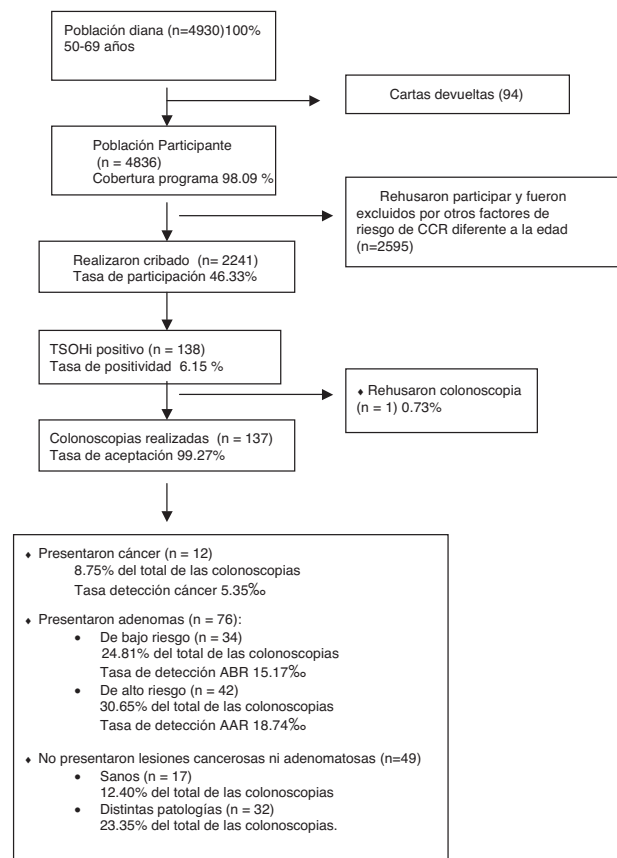 Población diana (n=4930)100%
50-69 años
Cartas devueltas (94)
Población Participante
(n = 4836)
Cobertura programa 98.09 %
Rehusaron participar y fueron
excluidos por otros factores de
riesgo de CCR diferente a la edad
(n=2595)
Realizaron cribado (n= 2241)
Tasa de participación 46.33%
TSOHi positivo (n = 138)
Tasa de positividad 6.15 %
♦ Rehusaron colonoscopia
(n = 1) 0.73%
Colonoscopias realizadas (n = 137)
Tasa de aceptación 99.27%
♦ Presentaron cáncer (n = 12)
8.75% del total de las colonoscopias
Tasa detección cáncer 5.35‰
♦ Presentaron adenomas (n = 76):
• De bajo riesgo (n = 34)
24.81% del total de las colonoscopias
Tasa de detección ABR 15.17‰
• De alto riesgo (n = 42)
30.65% del total de las colonoscopias
Tasa de detección AAR 18.74‰
♦ No presentaron lesiones cancerosas ni adenomatosas (n=49)
• Sanos (n = 17)
12.40% del total de las colonoscopias
• Distintas patologías (n = 32)
23.35% del total de las colonoscopias.